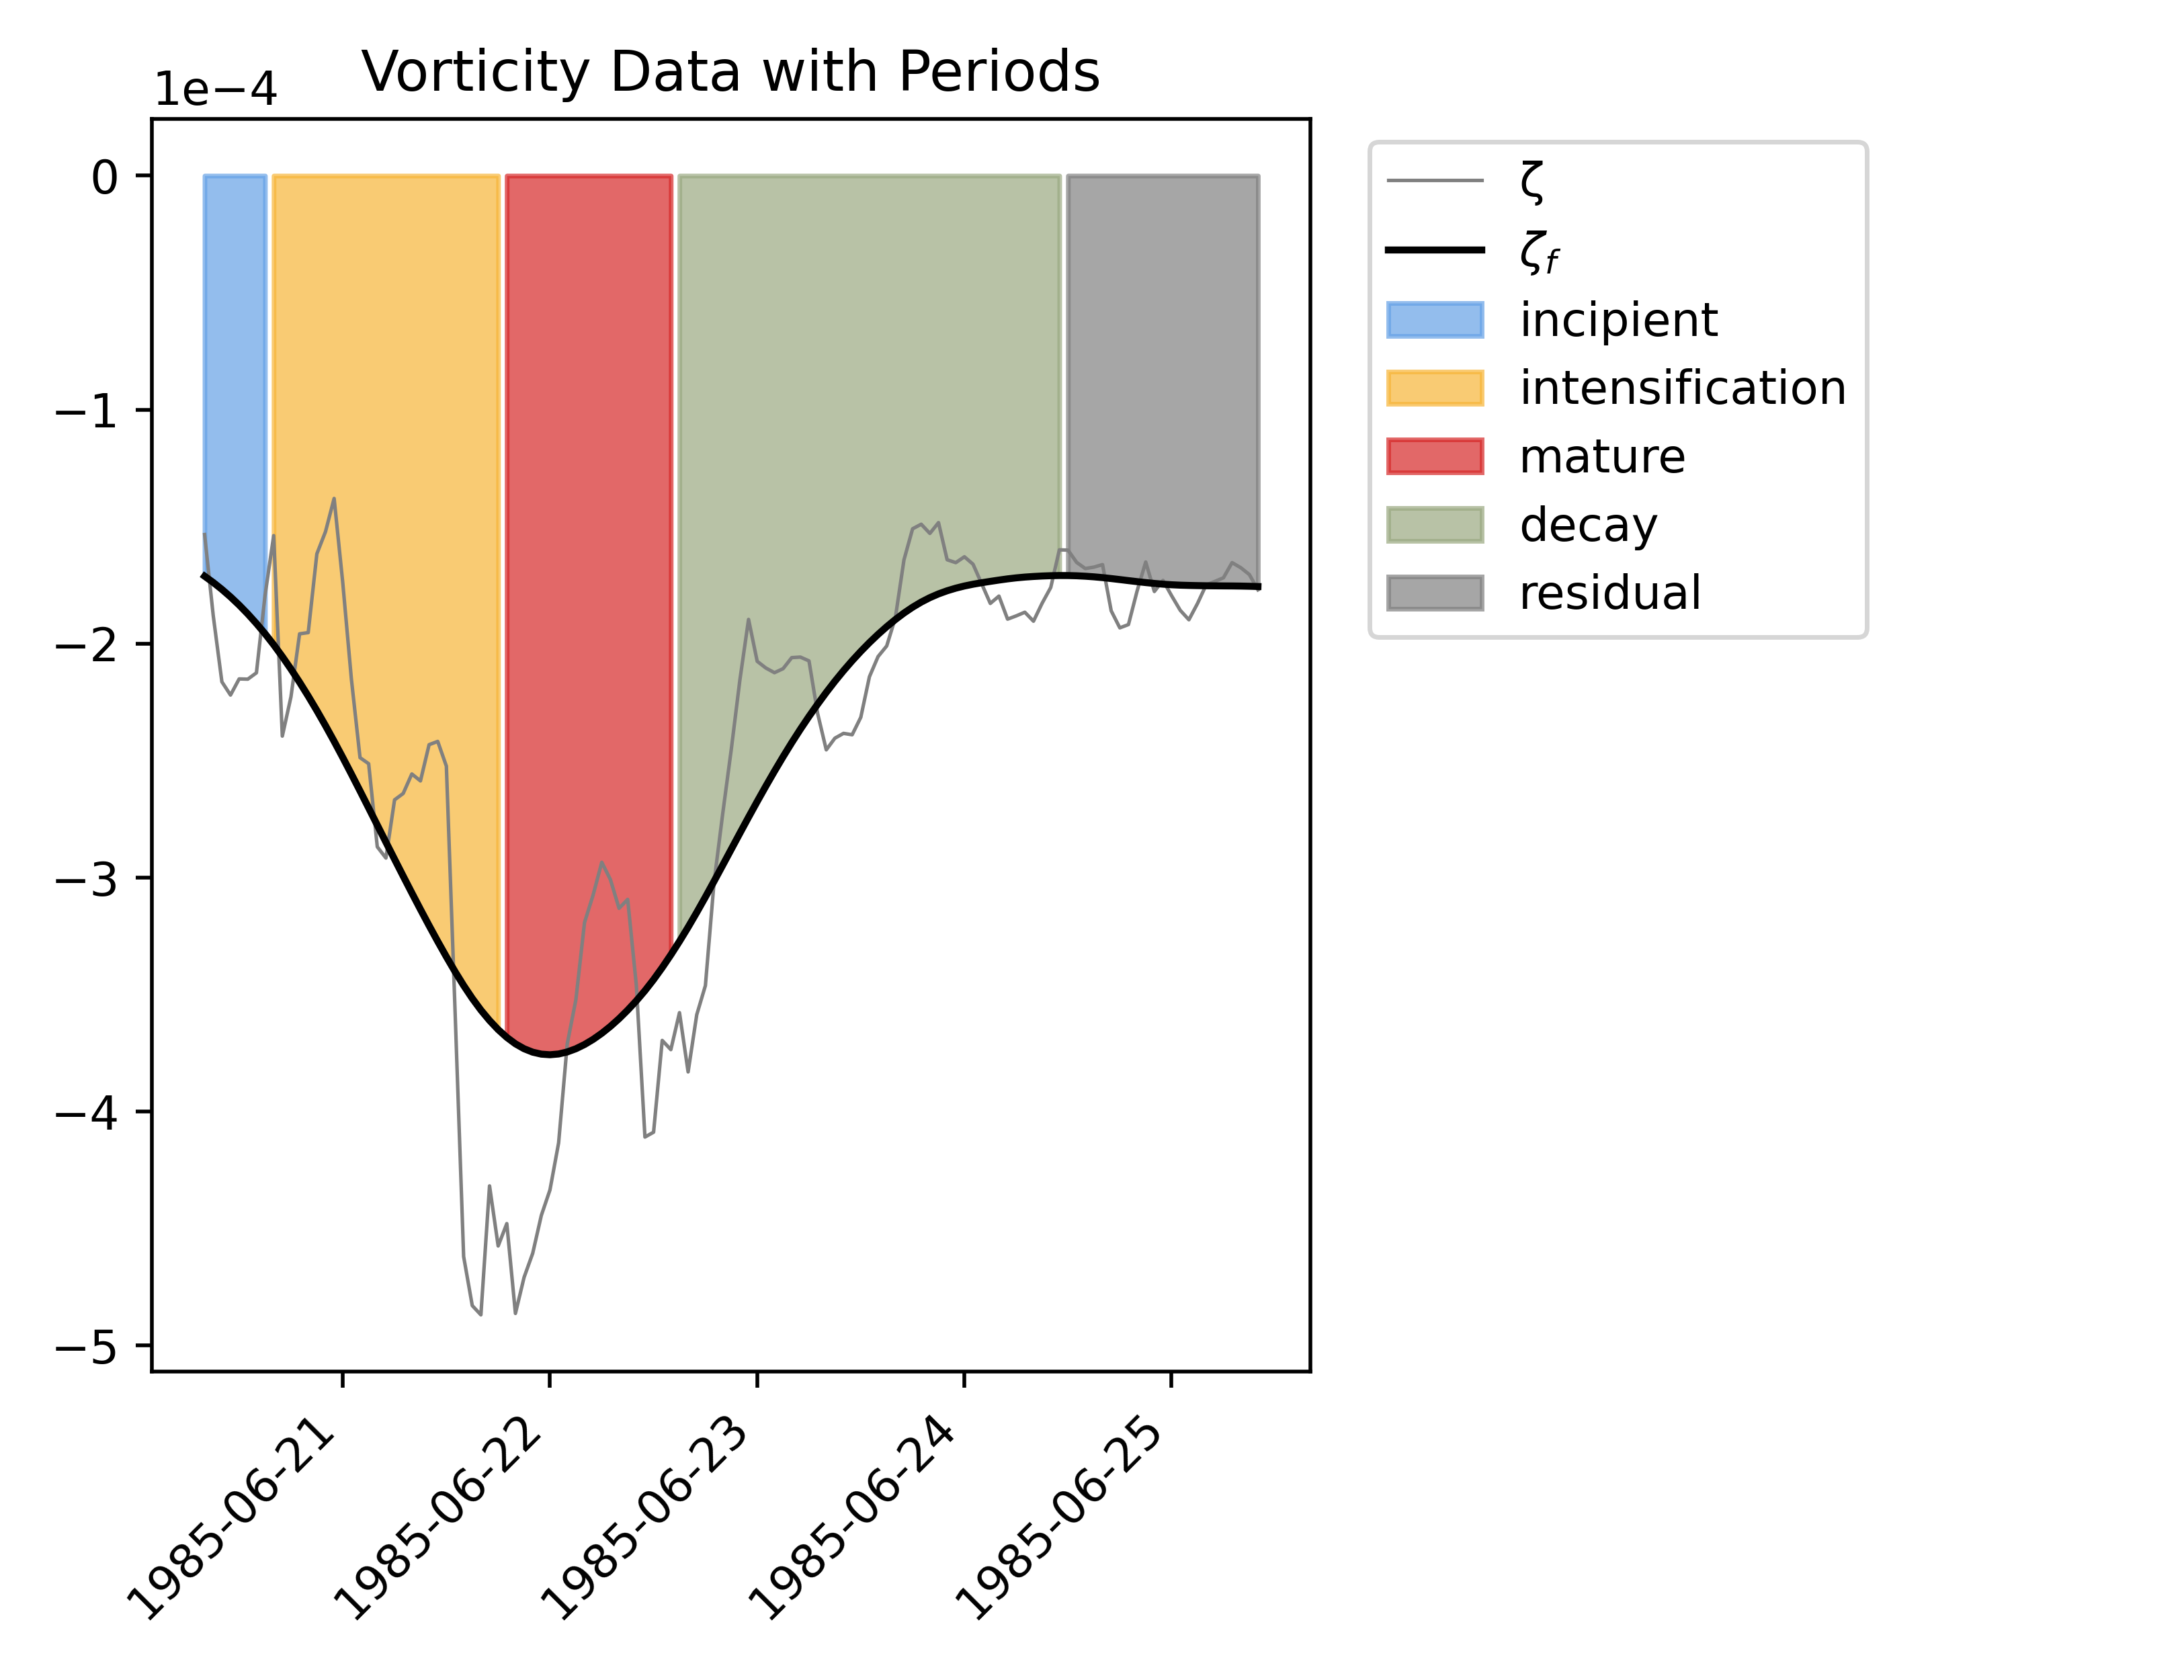 Vorticity Data with Periods
1e−4
0
−1
−2
−3
−4
−5
1985-06-21
1985-06-22
1985-06-23
1985-06-24
1985-06-25
ζ
ζf
incipient
intensification
mature
decay
residual